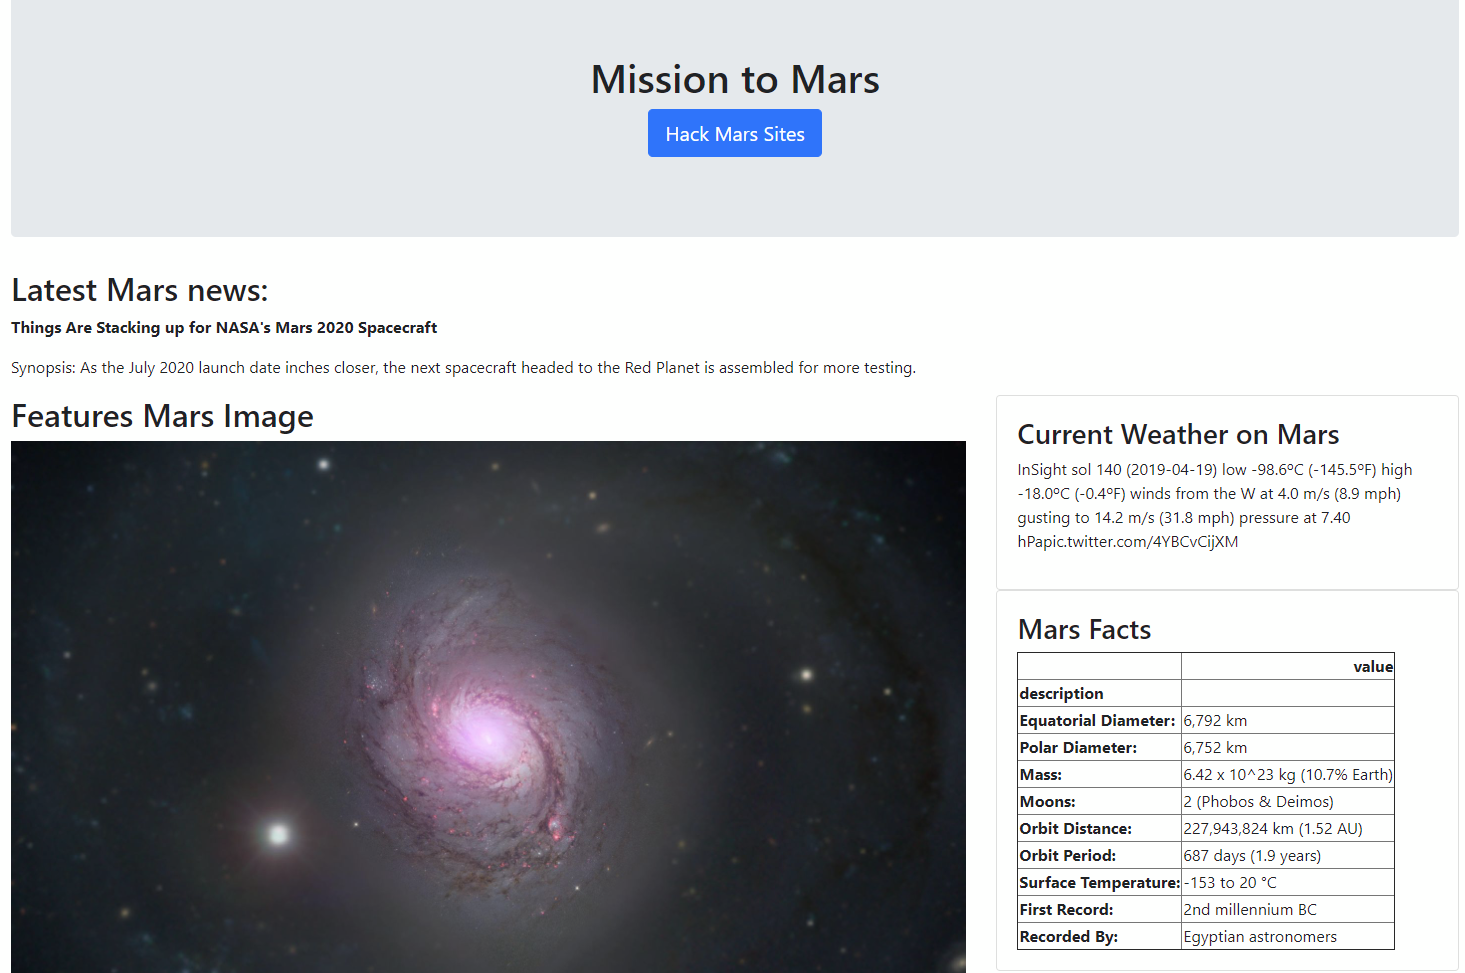 Mission to Mars
Hack Mars Sites
Latest Mars news:
Things Are Stacking up for NASA's Mars 2020 Spacecraft
Synopsis: As the July 2020 launch date inches closer, the next spacecraft headed to the Red Planet is assembled for more testing.
Features Mars Image
Current Weather on Mars
InSight sol 140 (2019-04-19) low -98.6ºC (-145.5ºF) high
-18.0ºC (-0.4ºF) winds from the W at 4.0 m/s (8.9 mph)
gusting to 14.2 m/s (31.8 mph) pressure at 7.40
hPapic.twitter.com/4YBCvCijXM
Mars Facts
value
description
Equatorial Diameter: 6,792 km
Polar Diameter: 6,752 km
Mass: 6.42 x 10^23 kg (10.7% Earth)
Moons: 2 (Phobos & Deimos)
Orbit Distance: 227,943,824 km (1.52 AU)
Orbit Period: 687 days (1.9 years)
Surface Temperature: -153 to 20 °C
First Record: 2nd millennium BC
Recorded By: Egyptian astronomers